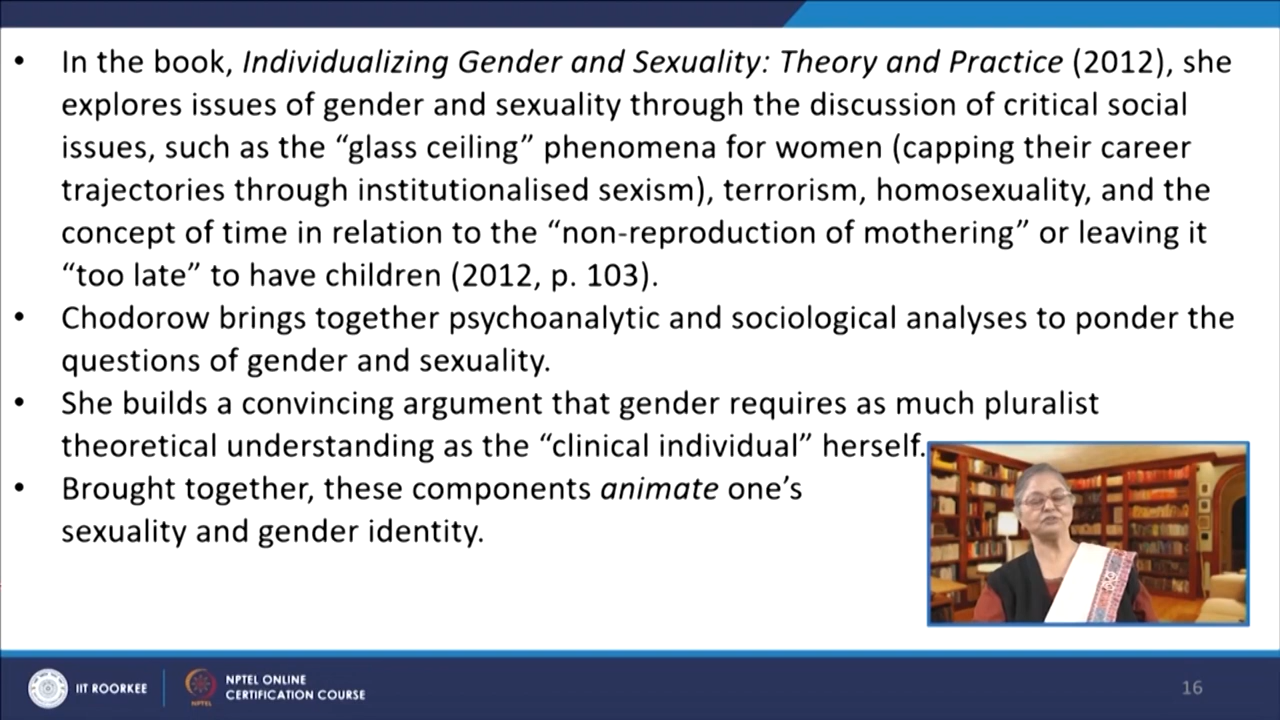 • In the book, Individualizing Gender and Sexuality: Theory and Practice (2012), she
explores issues of gender and sexuality through the discussion of critical social
issues, such as the “glass ceiling” phenomena for women (capping their career
trajectories through institutionalised sexism), terrorism, homosexuality, and the
concept of time in relation to the “non-reproduction of mothering” or leaving it
“too late” to have children (2012, p. 103).
• Chodorow brings together psychoanalytic and sociological analyses to ponder the
questions of gender and sexuality.
• She builds a convincing argument that gender requires as much pluralist
theoretical understanding as the “clinical individual” herself.
• Brought together, these components animate one’s
sexuality and gender identity.
IIT ROORKEE
NPTEL
NPTEL ONLINE
CERTIFICATION COURSE
16